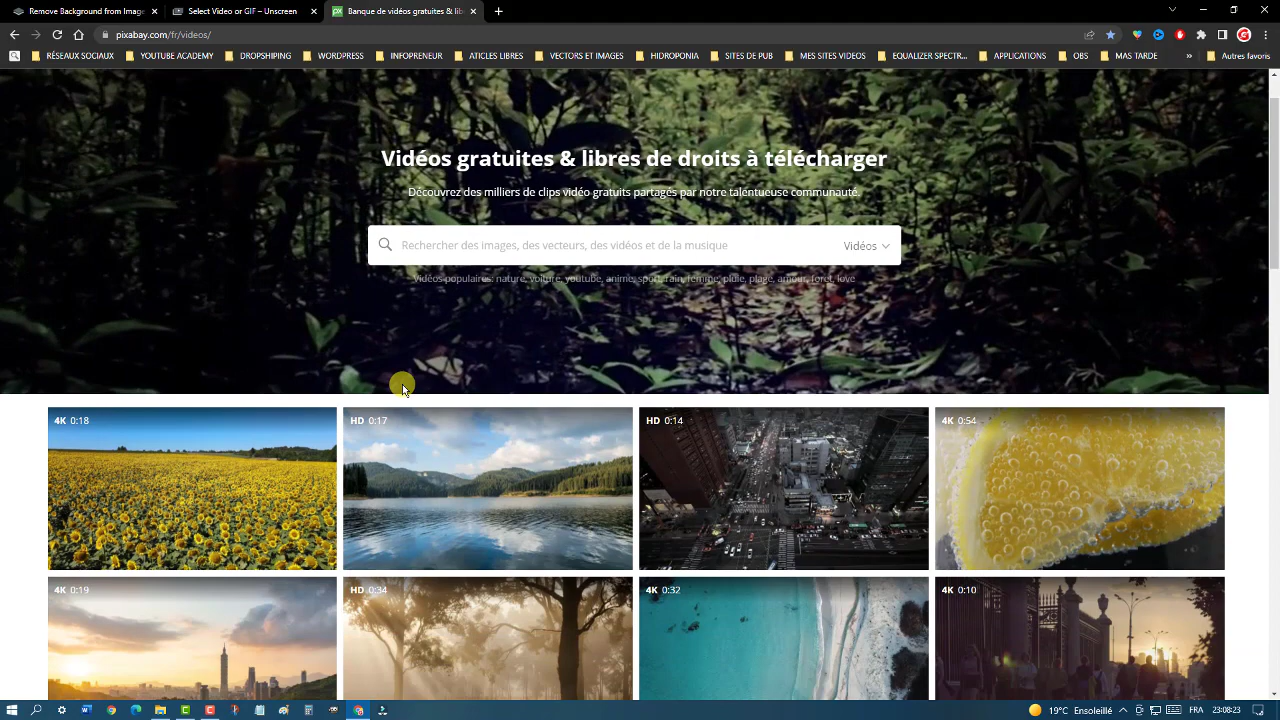 Remove Background from Image
Select Video or GIF – Unscreen
Banque de vidéos gratuites & lib
pixabay.com/fr/videos/
RÉSEAUX SOCIAUX
YOUTUBE ACADEMY
DROPSHIPING
WORDPRESS
INFOPRENEUR
ATICLES LIBRES
VECTORS ET IMAGES
HIDROPONIA
SITES DE PUB
MES SITES VIDEOS
EQUALIZER SPECTR...
APPLICATIONS
OBS
MAS TARDE
»
Autres favoris
Vidéos gratuites & libres de droits à télécharger
Découvrez des milliers de clips vidéo gratuits partagés par notre talentueuse communauté.
Rechercher des images, des vecteurs, des vidéos et de la musique
Vidéos
Vidéos populaires: nature, voiture, youtube, anime, sport, rain, femme, pluie, plage, amour, foret, love
4K 0:18
HD 0:17
HD 0:14
4K 0:54
4K 0:19
HD 0:34
4K 0:32
4K 0:10
19°C Ensoleillé
FRA
23:08:23